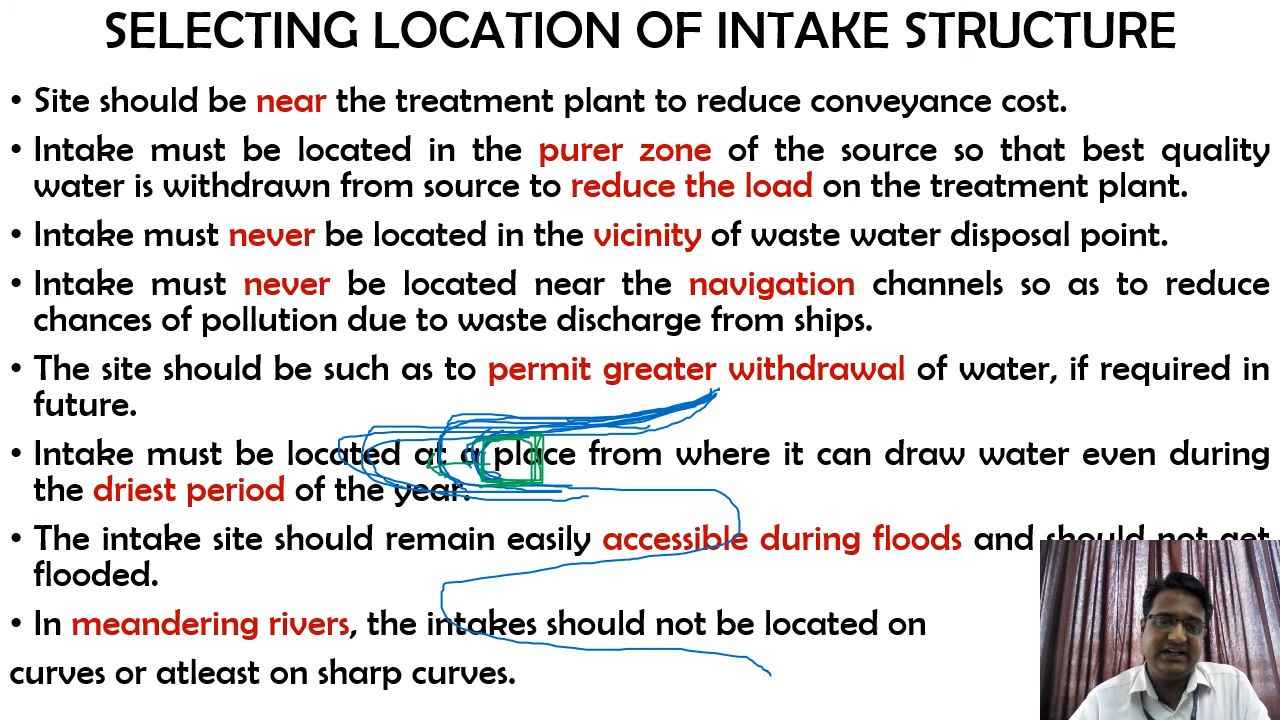 SELECTING LOCATION OF INTAKE STRUCTURE
• Site should be near the treatment plant to reduce conveyance cost.
• Intake must be located in the purer zone of the source so that best quality
water is withdrawn from source to reduce the load on the treatment plant.
• Intake must never be located in the vicinity of waste water disposal point.
• Intake must never be located near the navigation channels so as to reduce
chances of pollution due to waste discharge from ships.
• The site should be such as to permit greater withdrawal of water, if required in
future.
• Intake must be located at a place from where it can draw water even during
the driest period of the year.
• The intake site should remain easily accessible during floods and should not get
flooded.
• In meandering rivers, the intakes should not be located on
curves or atleast on sharp curves.